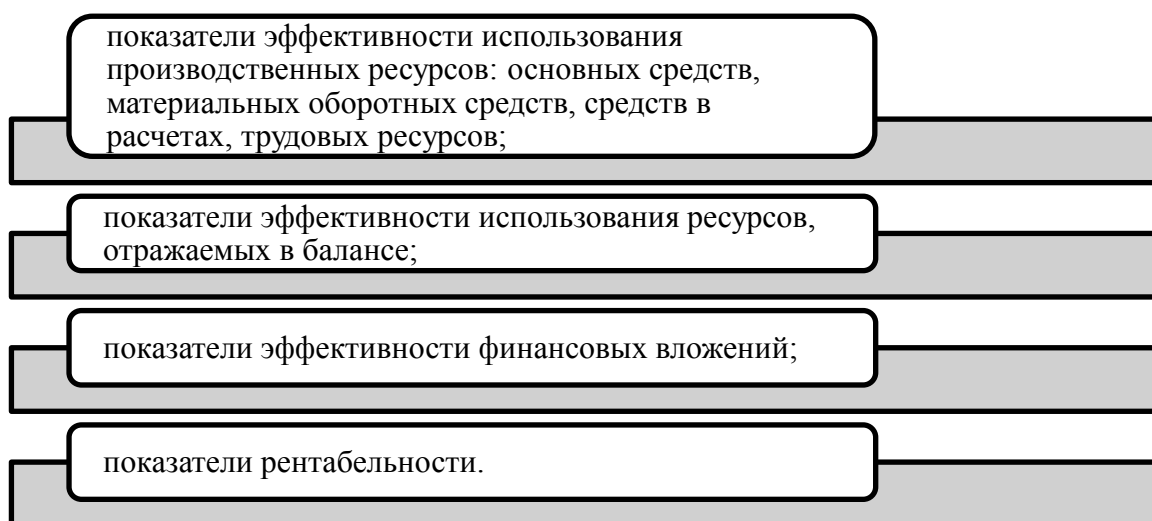 показатели эффективности использования
производственных ресурсов: основных средств,
материальных оборотных средств, средств в
расчетах, трудовых ресурсов;
показатели эффективности использования ресурсов,
отражаемых в балансе;
показатели эффективности финансовых вложений;
показатели рентабельности.